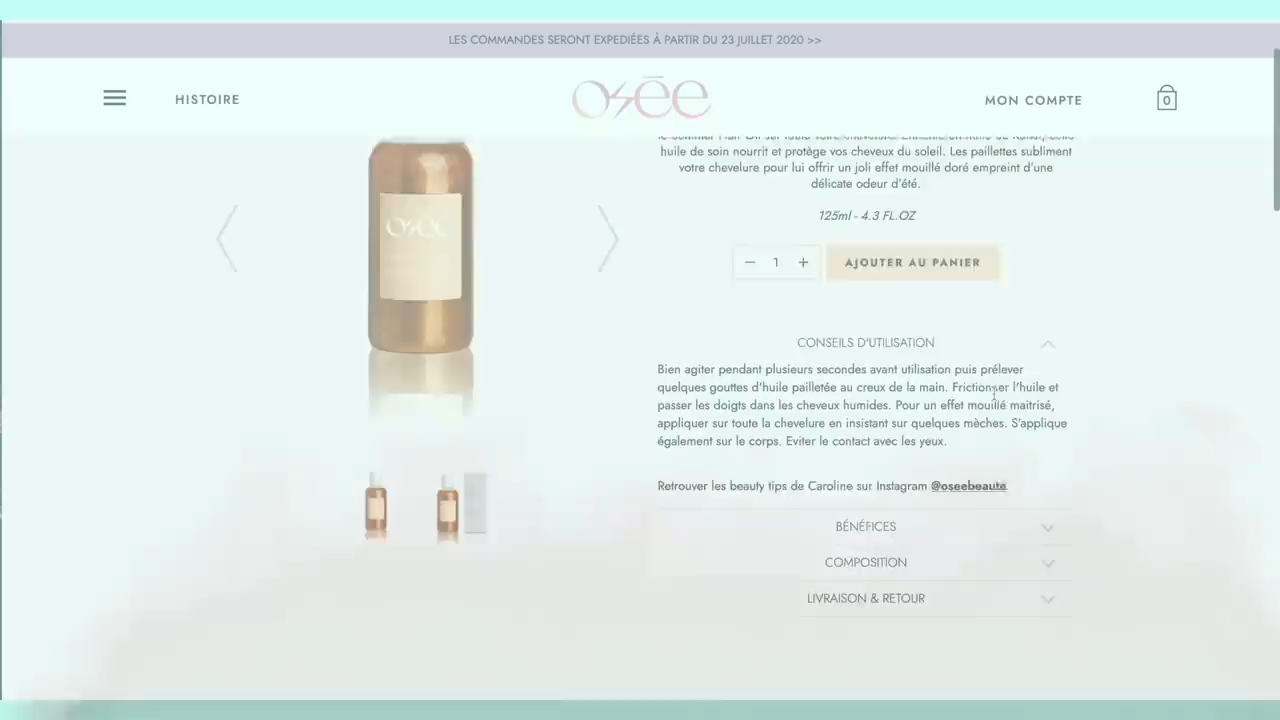 LES COMMANDES SERONT EXPEDIÉES À PARTIR DU 23 JUILLET 2020 >>
HISTOIRE
osēe
MON COMPTE
0
huile de soin nourrit et protège vos cheveux du soleil. Les paillettes subliment
votre chevelure pour lui offrir un joli effet mouillé doré empreint d'une
délicate odeur d'été.
125ml - 4.3 FL.OZ
1
AJOUTER AU PANIER
osēe
CONSEILS D'UTILISATION
Bien agiter pendant plusieurs secondes avant utilisation puis prélever
quelques gouttes d'huile pailletée au creux de la main. Frictionner l'huile et
passer les doigts dans les cheveux humides. Pour un effet mouillé maitrisé,
appliquer sur toute la chevelure en insistant sur quelques mèches. S'applique
également sur le corps. Eviter le contact avec les yeux.
Retrouver les beauty tips de Caroline sur Instagram @oseebeaute
BÉNÉFICES
COMPOSITION
LIVRAISON & RETOUR